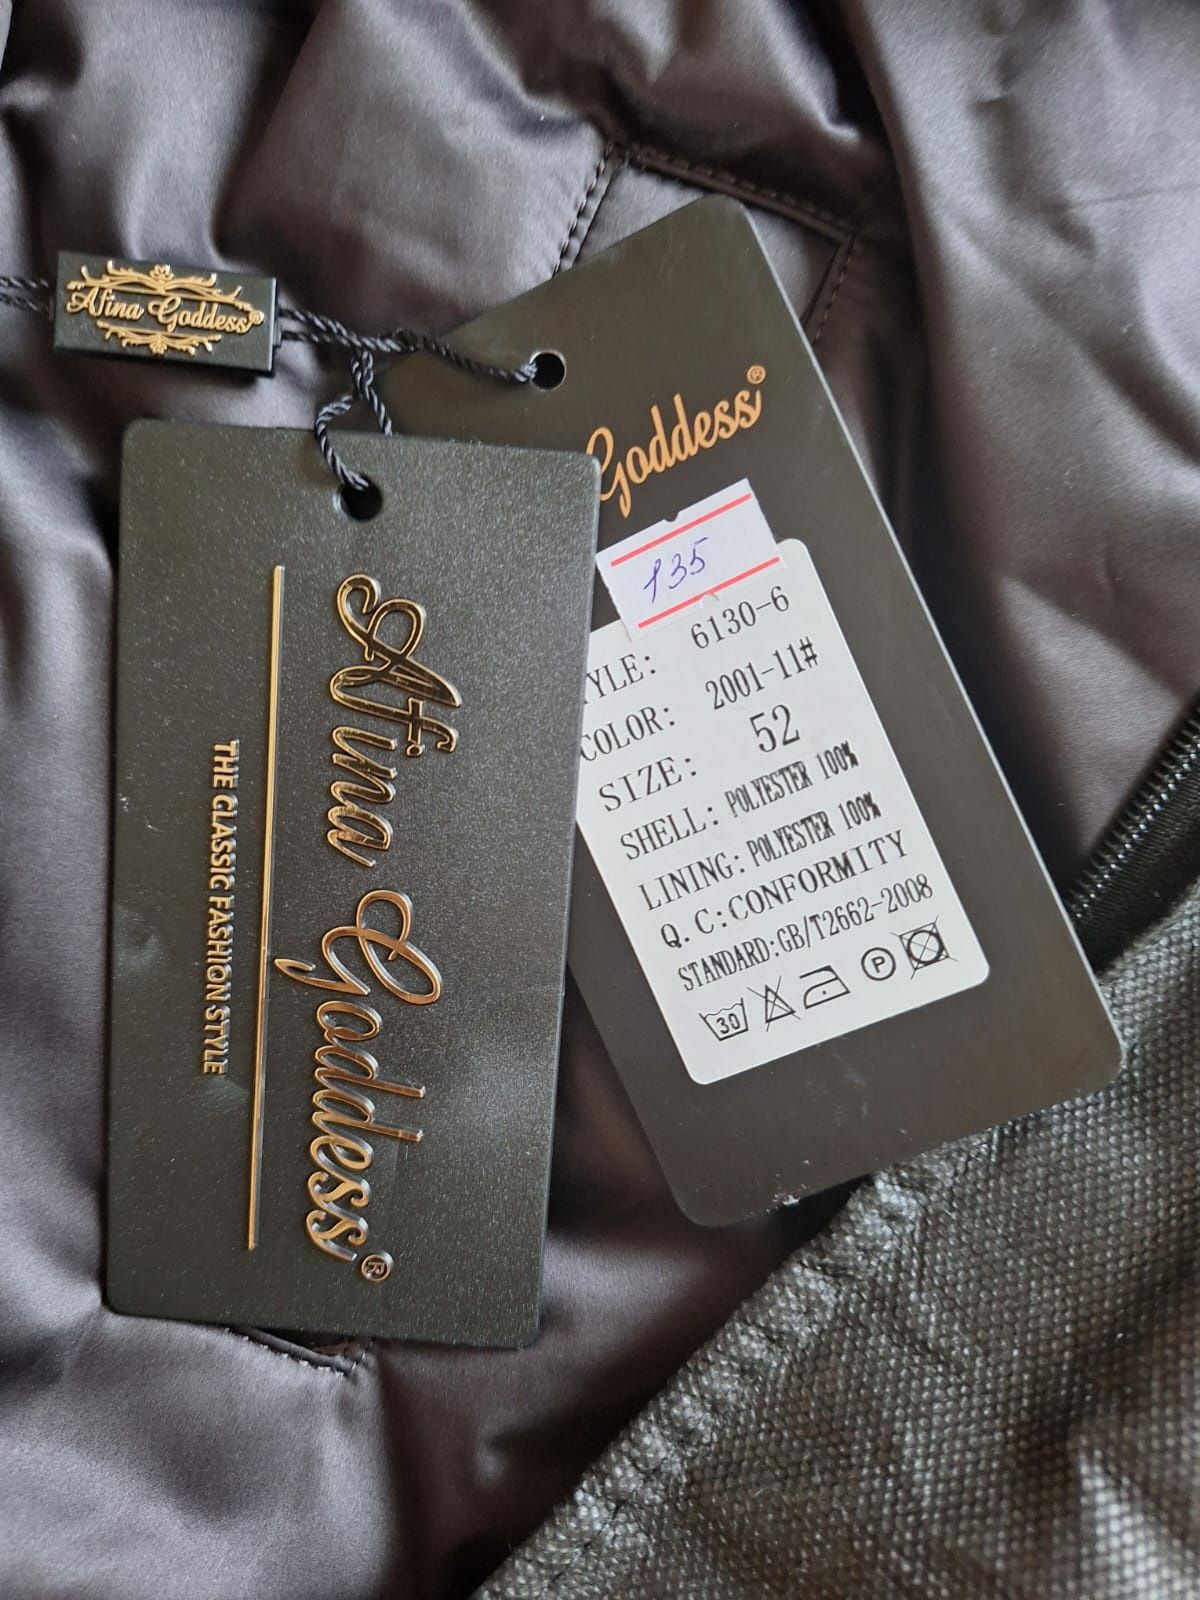 Afina Goddess®
Goddess®
135
YLE: 6130-6
COLOR: 2001-11#
SIZE: 52
SHELL: POLYESTER 100%
LINING: POLYESTER 100%
Q.C:CONFORMITY
STANDARD:GB/T2662-2008
30 P
Afina Goddess®
THE CLASSIC FASHION STYLE